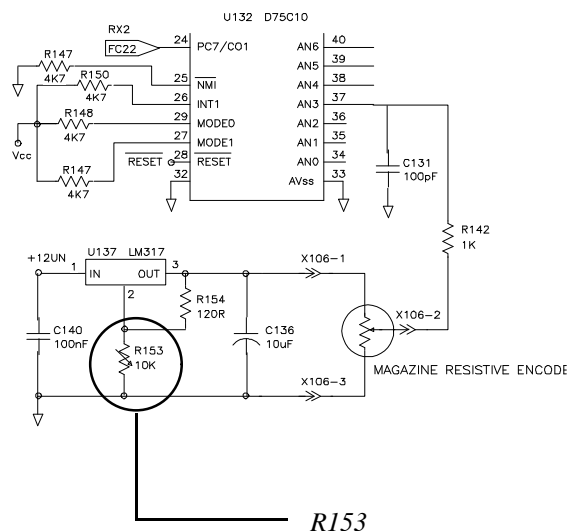 U132 D75C10
RX2
FC22
24 PC7/CO1
AN6 40
AN5 39
R147
4K7
25 NMI
AN4 38
R150
4K7
26 INT1
AN3 37
R148
4K7
29 MODE0
AN2 36
Vcc
27 MODE1
AN1 35
RESET 28 RESET
AN0 34
R147
4K7
32
AVss 33
C131
100pF
R142
1K
+12UN
U137 LM317
1 IN OUT 3
2
X106-1
R154
120R
X106-2
C140
100nF
R153
10K
C136
10uF
MAGAZINE RESISTIVE ENCODE
X106-3
R153